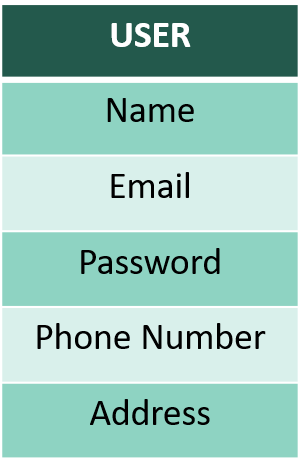 USER
Name
Email
Password
Phone Number
Address